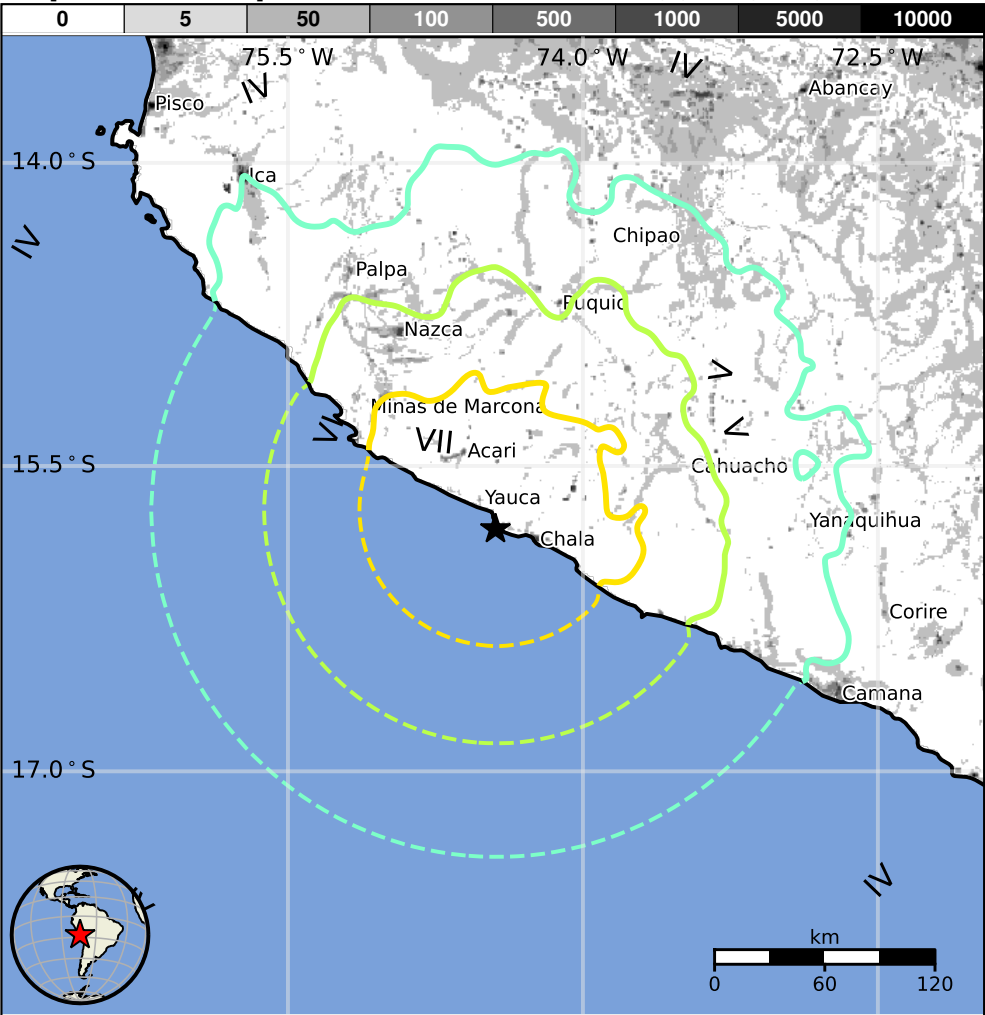 0 5 50 100 500 1000 5000 10000
75.5°W 74.0°W 72.5°W
IV
IV
Abancay
Pisco
14.0°S
Ica
IV
Chipao
Palpa
Puquio
Nazca
V
Minas de Marcona
VI
VII
V
Acari
15.5°S
Cahuacho
Yauca
Yanaquihua
Chala
Corire
Camana
17.0°S
IV
km
0 60 120